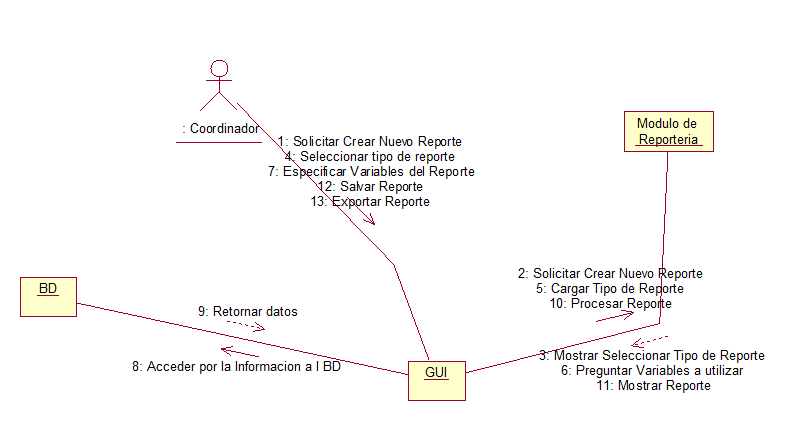 : Coordinador
1: Solicitar Crear Nuevo Reporte
4: Seleccionar tipo de reporte
7: Especificar Variables del Reporte
12: Salvar Reporte
13: Exportar Reporte
Modulo de
Reporteria
2: Solicitar Crear Nuevo Reporte
5: Cargar Tipo de Reporte
10: Procesar Reporte
BD
9: Retornar datos
8: Acceder por la Informacion a l BD
GUI
3: Mostrar Seleccionar Tipo de Reporte
6: Preguntar Variables a utilizar
11: Mostrar Reporte